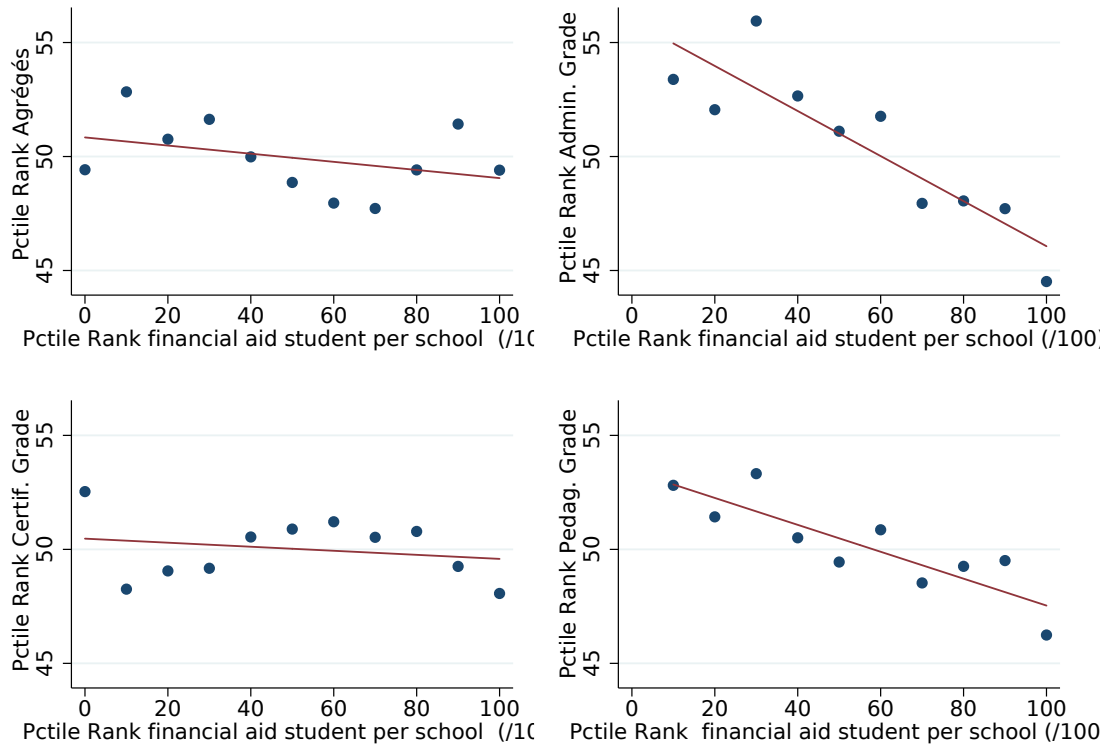 Pctile Rank Agrégés
55
50
45
0 20 40 60 80 100
Pctile Rank financial aid student per school (/10
Pctile Rank Admin. Grade
55
50
45
0 20 40 60 80 100
Pctile Rank financial aid student per school (/100)
Pctile Rank Certif. Grade
55
50
45
0 20 40 60 80 100
Pctile Rank financial aid student per school (/10
Pctile Rank Pedag. Grade
55
50
45
0 20 40 60 80 100
Pctile Rank financial aid student per school (/100